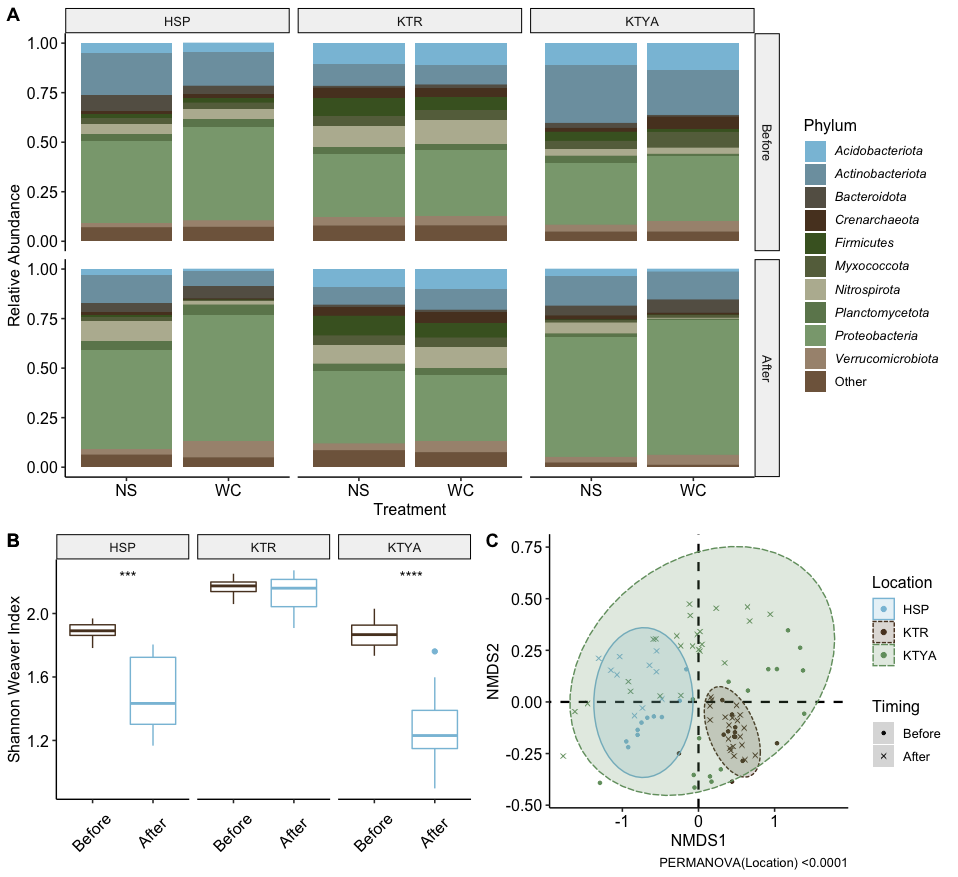 A
HSP
KTR
KTYA
1.00
0.75
0.50
0.25
0.00
Before
1.00
0.75
0.50
0.25
0.00
After
Relative Abundance
NS
WC
NS
WC
NS
WC
Treatment
Phylum
Acidobacteriota
Actinobacteriota
Bacteroidota
Crenarchaeota
Firmicutes
Myxococcota
Nitrospirota
Planctomycetota
Proteobacteria
Verrucomicrobiota
Other
B
HSP
KTR
KTYA
***
****
2.0
1.6
1.2
Shannon Weaver Index
Before
After
Before
After
Before
After
C
0.75
0.50
0.25
0.00
-0.25
-0.50
NMDS2
-1
0
1
NMDS1
PERMANOVA(Location) <0.0001
Location
HSP
KTR
KTYA
Timing
Before
After